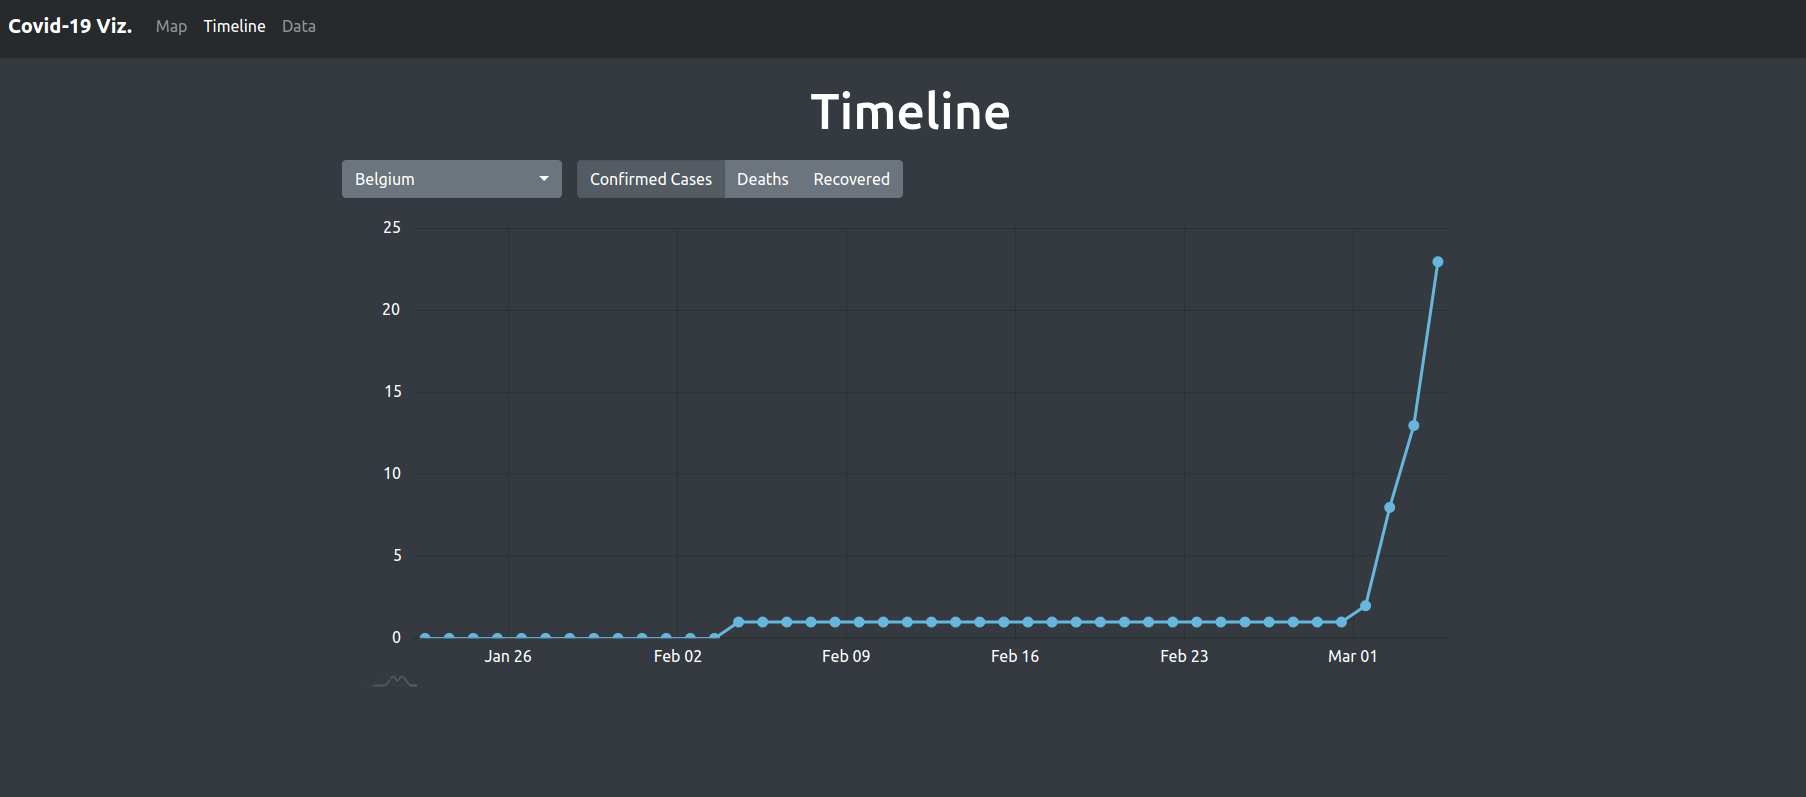 Covid-19 Viz. Map Timeline Data
Timeline
Belgium Confirmed Cases Deaths Recovered
25
20
15
10
5
0
Jan 26 Feb 02 Feb 09 Feb 16 Feb 23 Mar 01